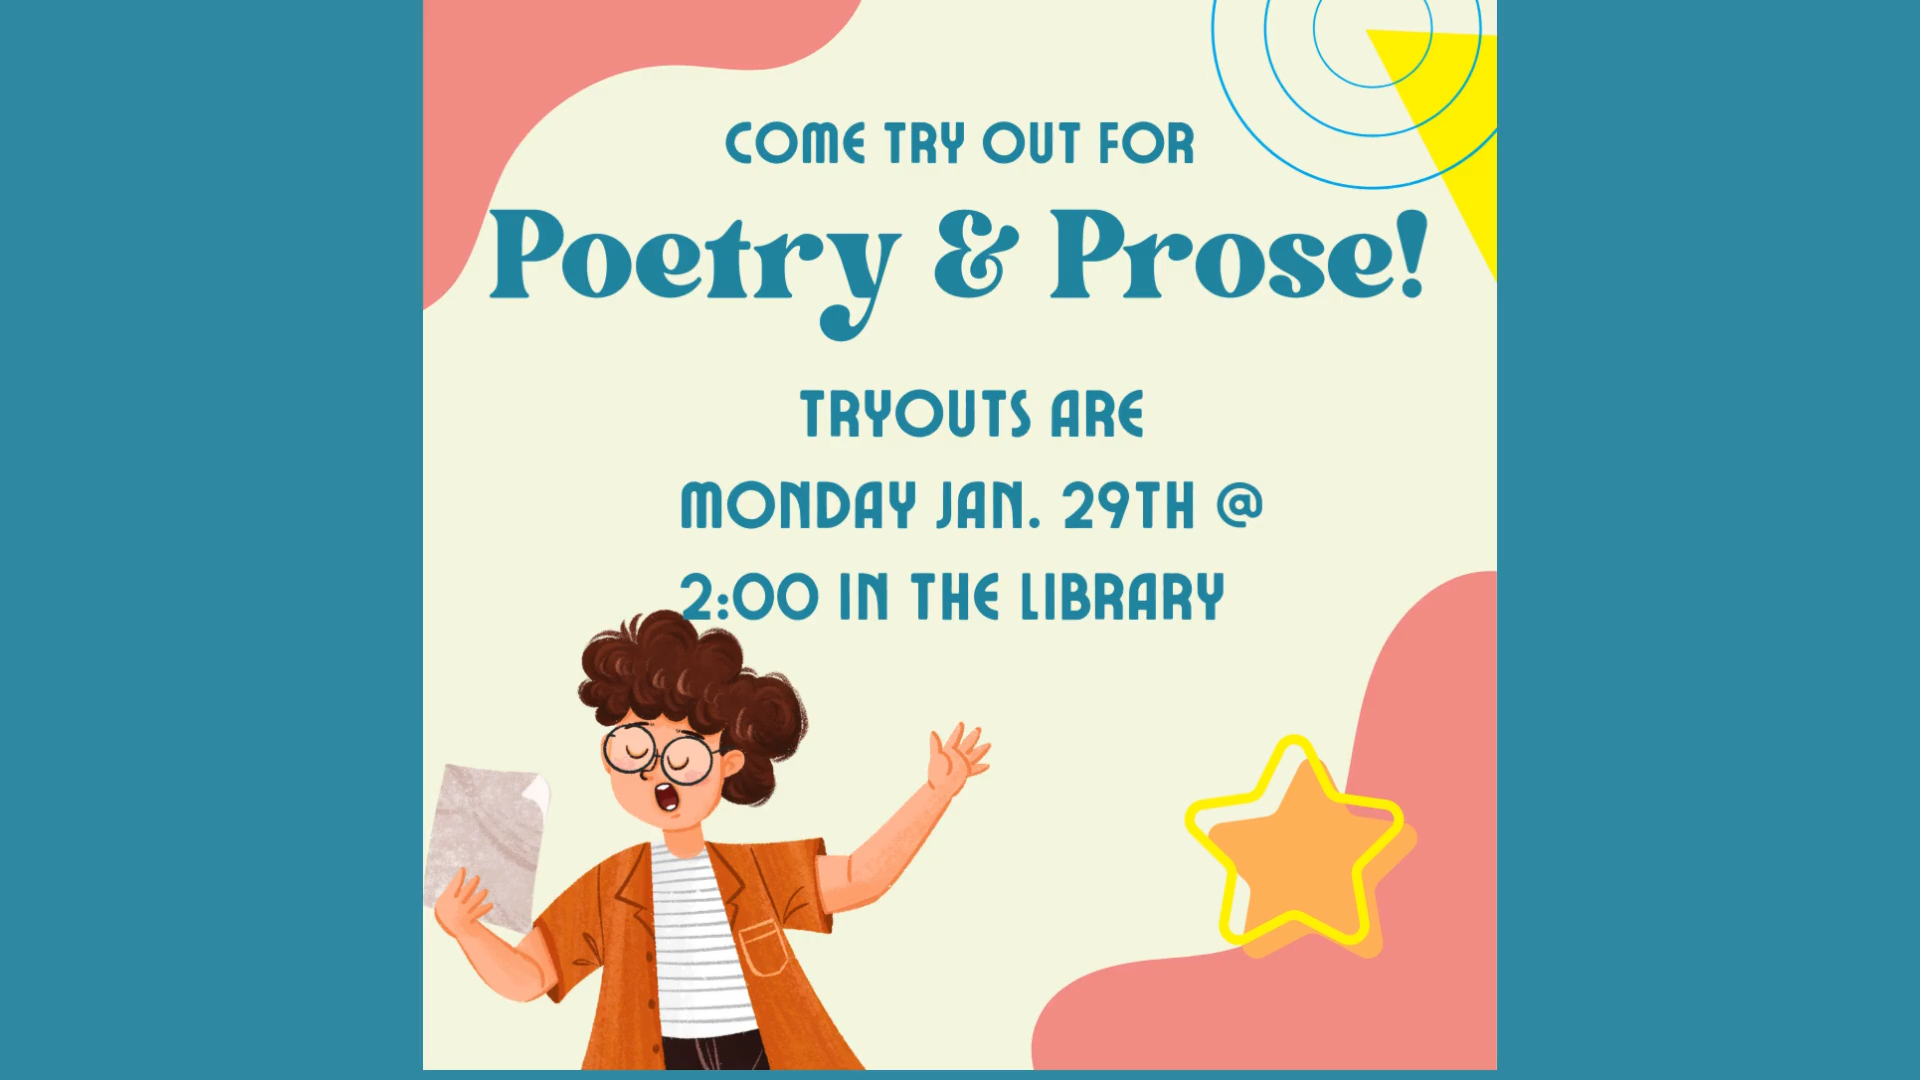 COME TRY OUT FOR
Poetry & Prose!
TRYOUTS ARE
MONDAY JAN. 29TH @
2:00 IN THE LIBRARY